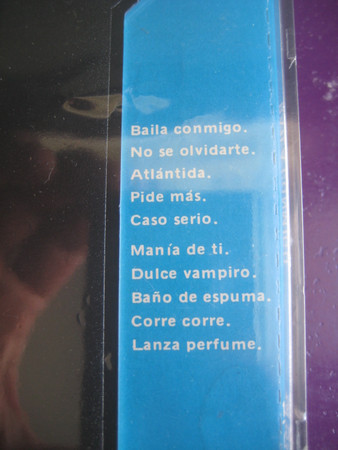 Baila conmigo.
No se olvidarte.
Atlántida.
Pide más.
Caso serio.
Manía de ti.
Dulce vampiro.
Baño de espuma.
Corre corre.
Lanza perfume.